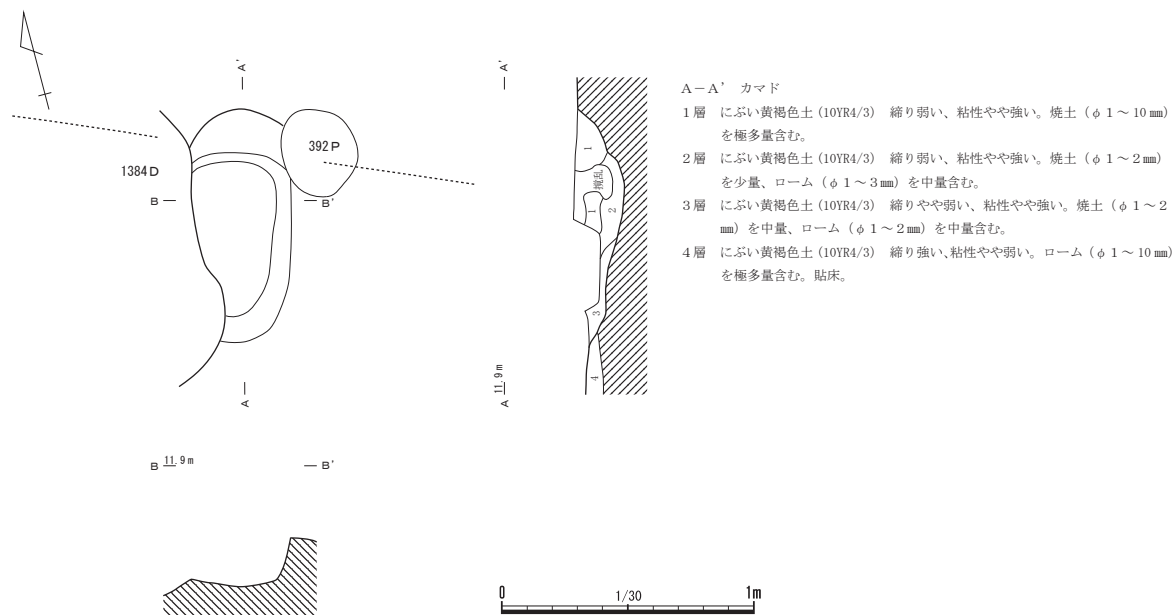 A'
A'
392P
1384D
B
B'
A
A
11.9m
1
撹乱
1
2
3
4
A－A’　カマド
1層　にぶい黄褐色土(10YR4/3)　締り弱い、粘性やや強い。焼土（φ1～10㎜）
を極多量含む。
2層　にぶい黄褐色土(10YR4/3)　締り弱い、粘性やや強い。焼土（φ1～2㎜）
を少量、ローム（φ1～3㎜）を中量含む。
3層　にぶい黄褐色土(10YR4/3)　締りやや弱い、粘性やや強い。焼土（φ1～2
㎜）を中量、ローム（φ1～2㎜）を中量含む。
4層　にぶい黄褐色土(10YR4/3)　締り強い、粘性やや弱い。ローム（φ1～10㎜）
を極多量含む。貼床。
B 11.9m
B'
0 1/30 1m